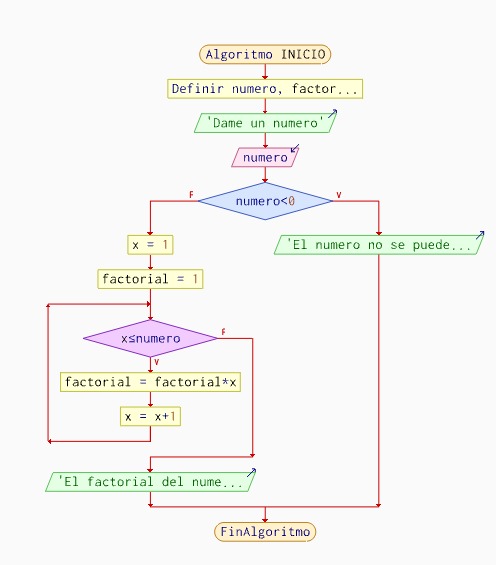 Algoritmo INICIO
Definir numero, factor...
'Dame un numero'
numero
numero<0
F
V
x = 1
'El numero no se puede...
factorial = 1
x≤numero
F
V
factorial = factorial*x
x = x+1
'El factorial del nume...
FinAlgoritmo